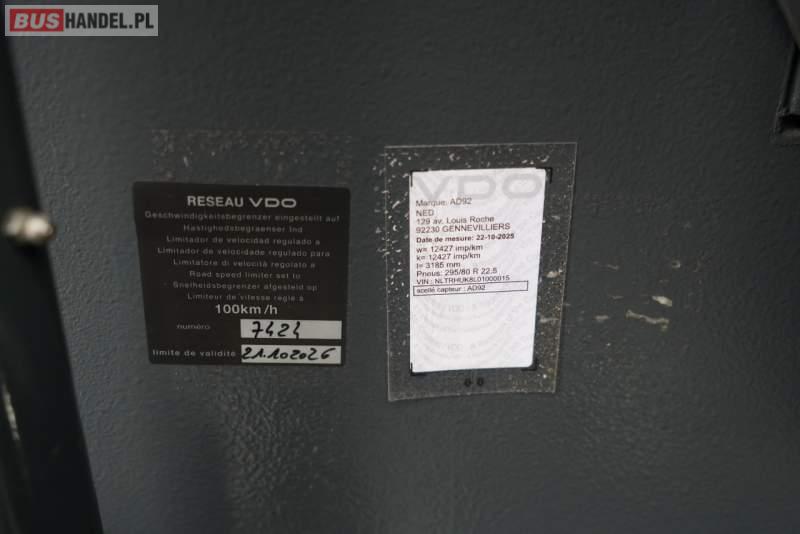 BUSHANDEL.PL
RESEAU VDO
Geschwindigkeitsbegrenzer eingestellt auf
Hastighedsbegraenser Ind
Limitador de velocidad regulado a
Limitador de velocidade regulado para
Limitatore di velocità regolato a
Road speed limiter set to
Snelheidsbegrenzer afgesteld op
Limiteur de vitesse réglé à
100km/h
numéro 7424
limite de validité 21.10 2026
VDO
Marque: AD92
NED
129 av. Louis Roche
92230 GENNEVILLIERS
Date de mesure: 22-10-2025
w= 12427 imp/km
k= 12427 imp/km
l= 3185 mm
Pneus: 295/80 R 22.5
VIN : NLTRHUK8L01000015
scellé capteur : AD92